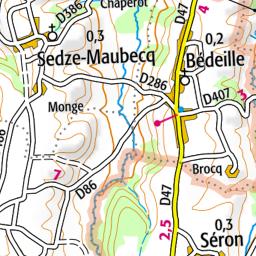 Chaperot
D386
0,3
D47
4
0,2
Sedze-Maubecq
Bédeille
D286
Monge
D407
3
7
D86
Brocq
D47
2,5
0,3
Séron